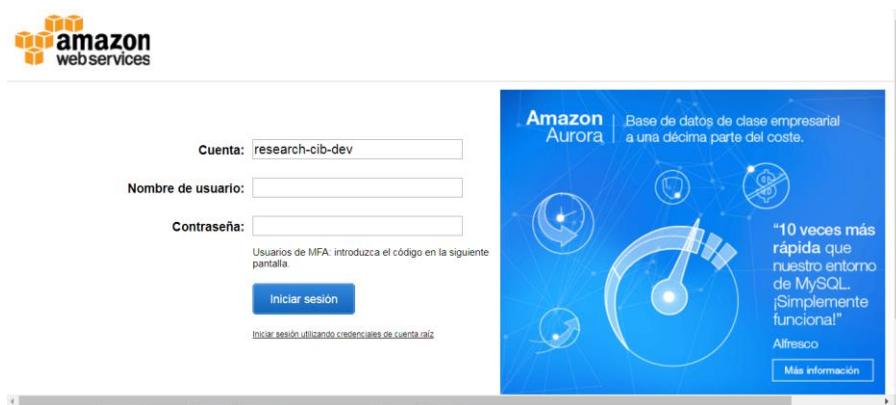 amazon
webservices
Cuenta: research-cib-dev
Nombre de usuario:
Contraseña:
Usuarios de MFA: introduzca el código en la siguiente
pantalla.
Iniciar sesión
Iniciar sesión utilizando credenciales de cuenta raíz
Amazon
Aurora
Base de datos de clase empresarial
a una décima parte del coste.
“10 veces más
rápida que
nuestro entorno
de MySQL.
¡Simplemente
funciona!”
Alfresco
Más información